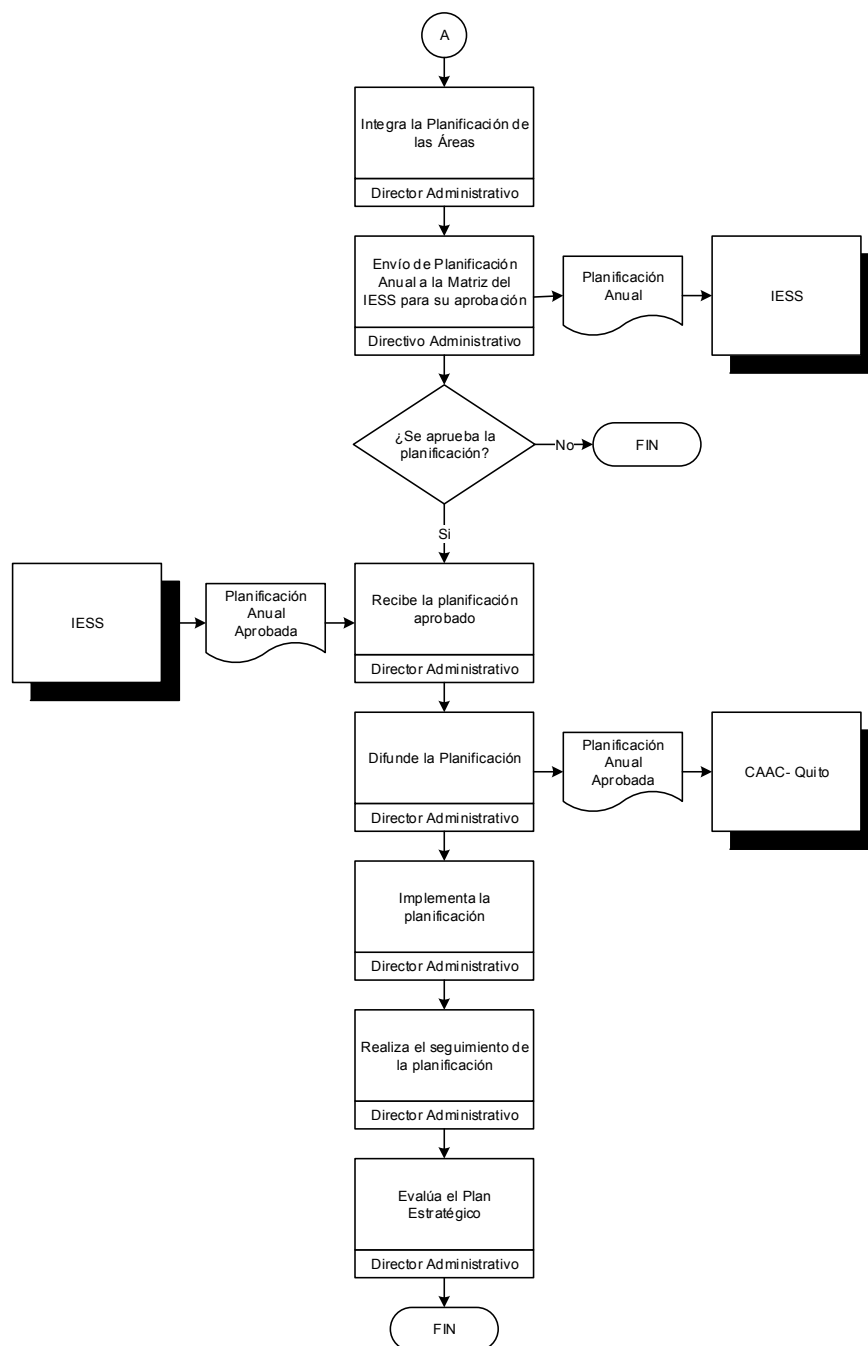 A
Integra la Planificación de
las Áreas
Director Administrativo
Envío de Planificación
Anual a la Matriz del
IESS para su aprobación
Directivo Administrativo
Planificación
Anual
IESS
¿Se aprueba la
planificación?
No
FIN
Si
IESS
Planificación
Anual
Aprobada
Recibe la planificación
aprobado
Director Administrativo
Difunde la Planificación
Director Administrativo
Planificación
Anual
Aprobada
CAAC- Quito
Implementa la
planificación
Director Administrativo
Realiza el seguimiento de
la planificación
Director Administrativo
Evalúa el Plan
Estratégico
Director Administrativo
FIN